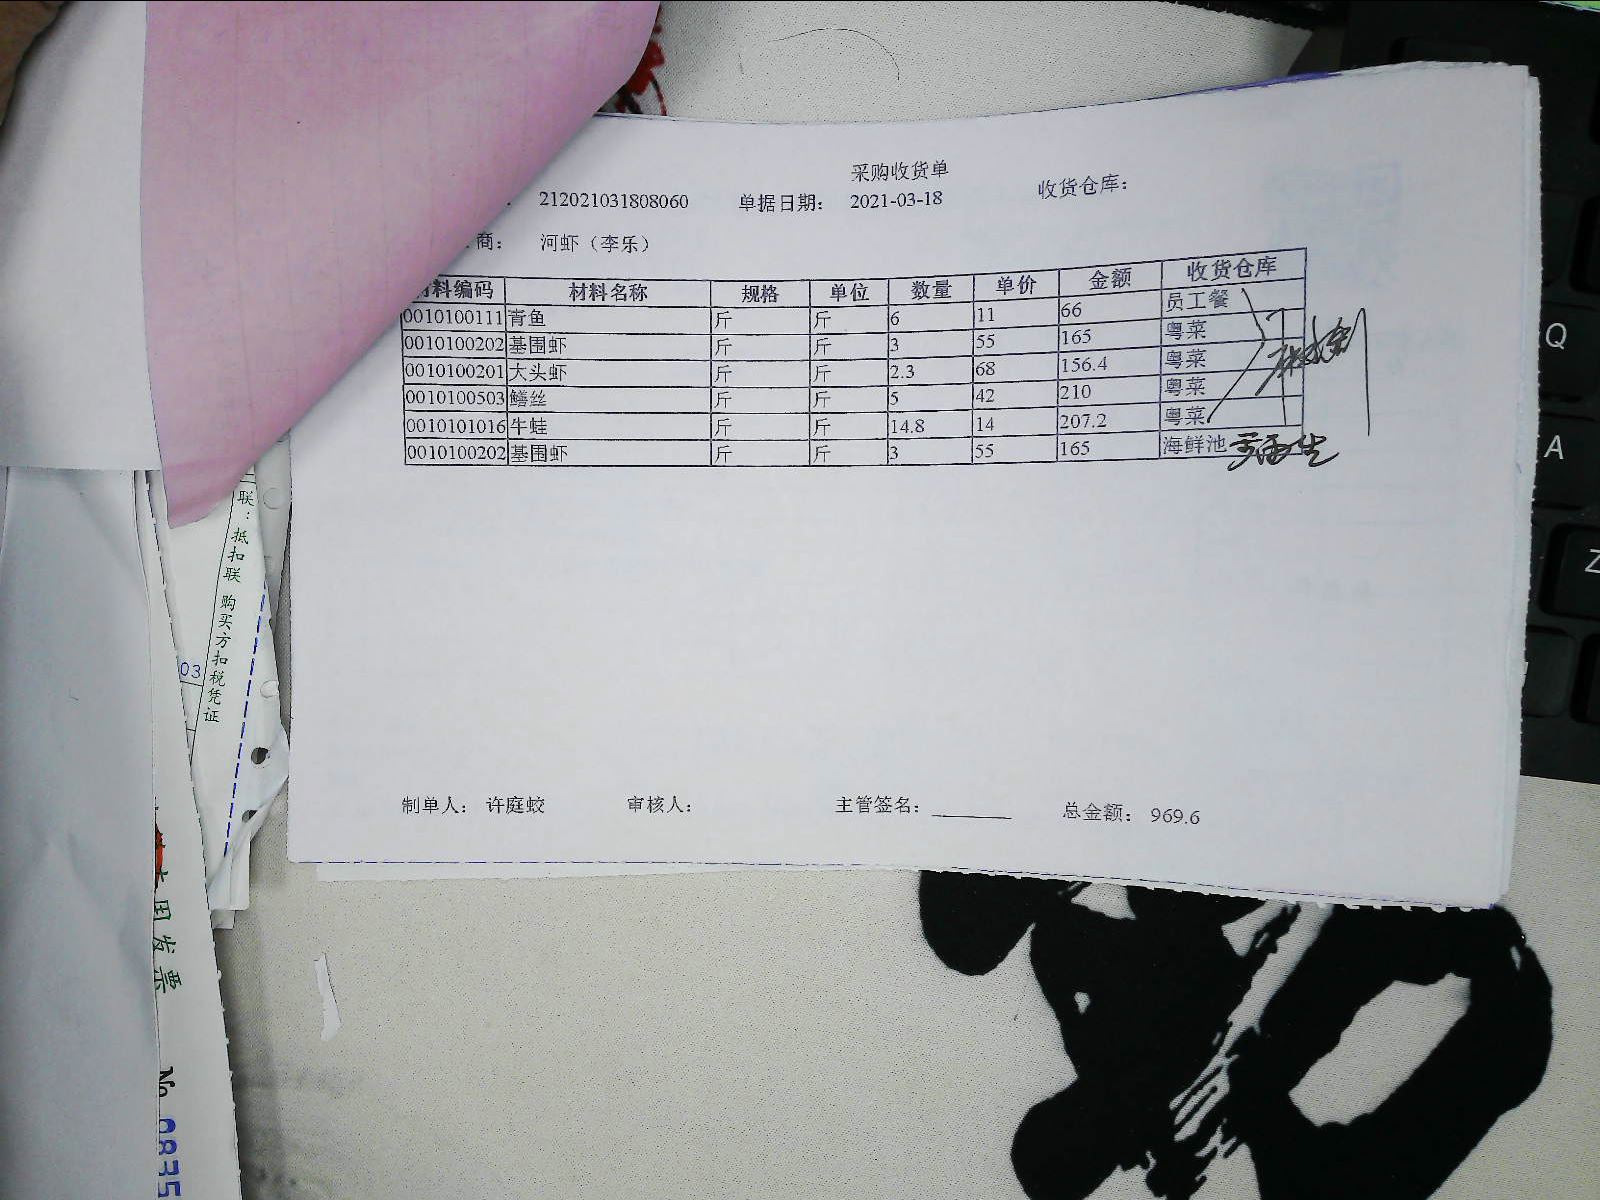 采购收货单
212021031808060 单据日期: 2021-03-18 收货仓库:
商: 河虾（李乐）
料编码 材料名称 规格 单位 数量 单价 金额 收货仓库
0010100111 青鱼 斤 斤 6 11 66 员工餐
0010100202 基围虾 斤 斤 3 55 165 粤菜
0010100201 大头虾 斤 斤 2.3 68 156.4 粤菜
0010100503 鳝丝 斤 斤 5 42 210 粤菜
0010101016 牛蛙 斤 斤 14.8 14 207.2 粤菜
0010100202 基围虾 斤 斤 3 55 165 海鲜池
制单人: 许庭蛟 审核人: 主管签名: 总金额: 969.6
联：抵扣联 购买方扣税凭证
03
用发票
No 0835
Q
A
Z